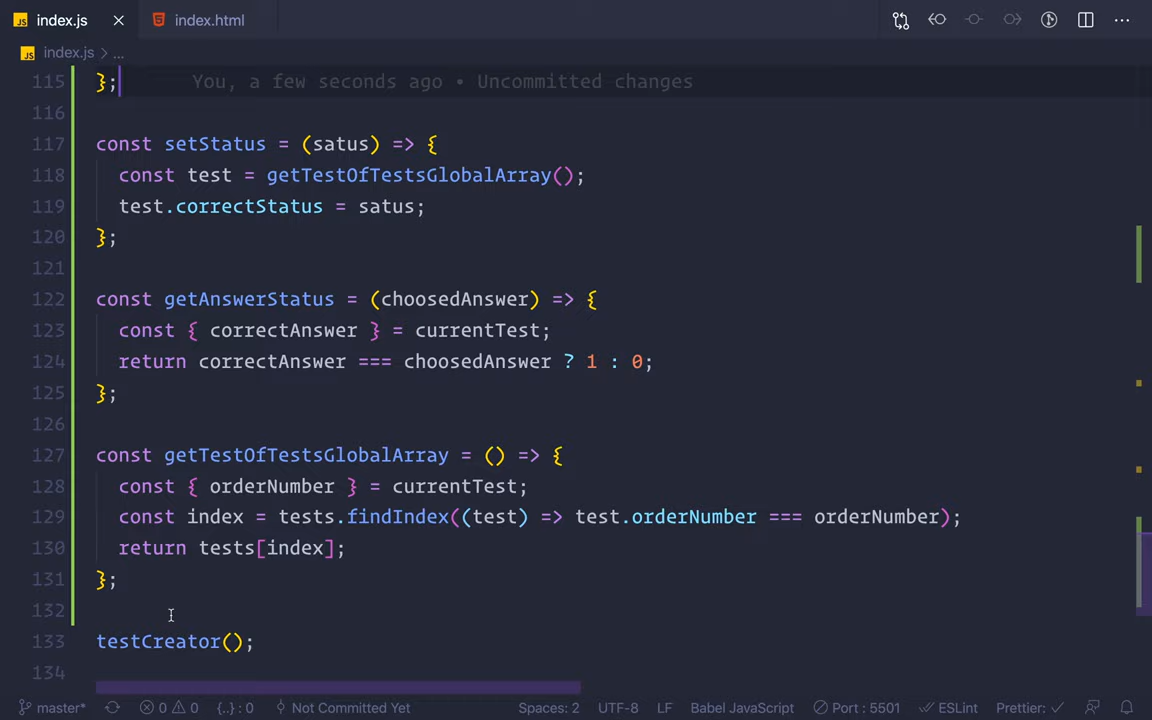 JS index.js × index.html
JS index.js > ...
115 }; You, a few seconds ago • Uncommitted changes
116
117 const setStatus = (satus) => {
118 const test = getTestOfTestsGlobalArray();
119 test.correctStatus = satus;
120 };
121
122 const getAnswerStatus = (choosedAnswer) => {
123 const { correctAnswer } = currentTest;
124 return correctAnswer === choosedAnswer ? 1 : 0;
125 };
126
127 const getTestOfTestsGlobalArray = () => {
128 const { orderNumber } = currentTest;
129 const index = tests.findIndex((test) => test.orderNumber === orderNumber);
130 return tests[index];
131 };
132
133 testCreator();
134
master* 0 0 {..} : 0 Not Committed Yet Spaces: 2 UTF-8 LF Babel JavaScript Port : 5501 ESLint Prettier: ✓